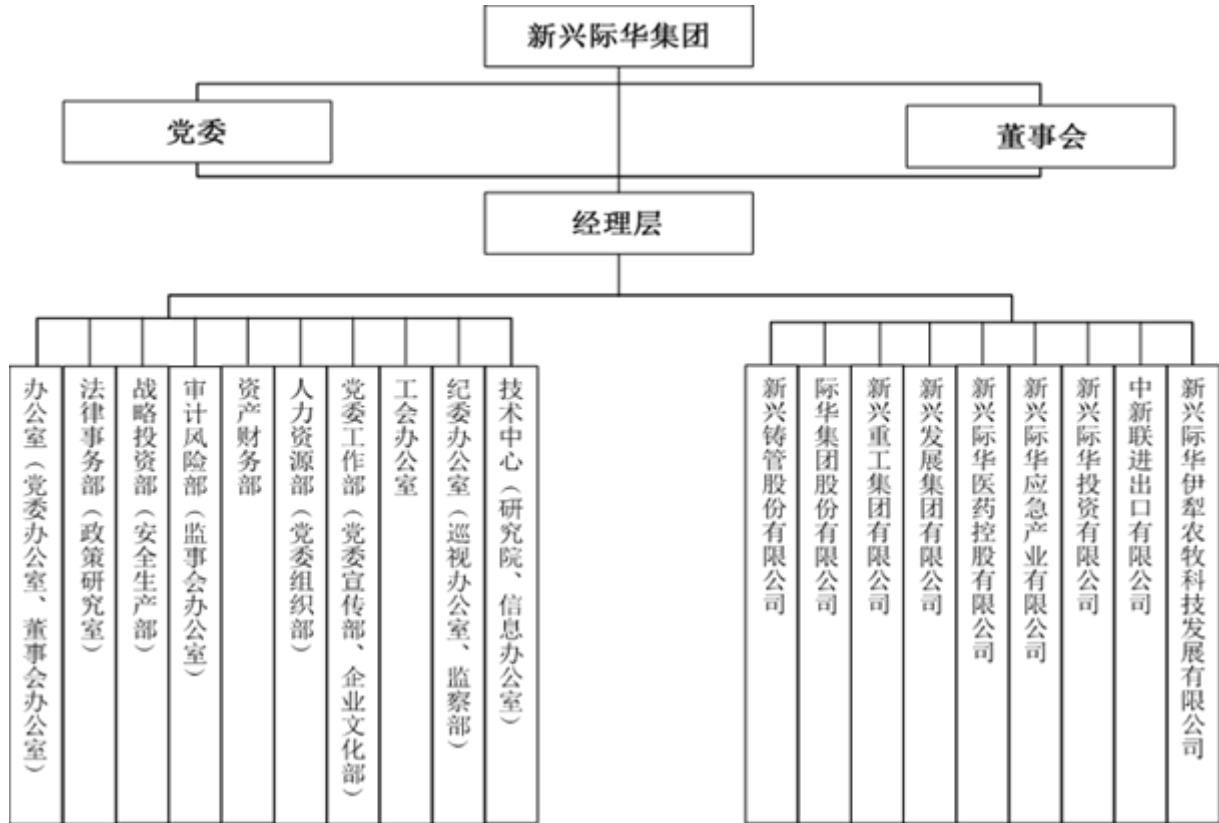 新兴际华集团
党委
董事会
经理层
办公室（党委办公室、董事会办公室）
法律事务部（政策研究室）
战略投资部（安全生产部）
审计风险部（监事会办公室）
资产财务部
人力资源部（党委组织部）
党委工作部（党委宣传部、企业文化部）
工会办公室
纪委办公室（巡视办公室、监察部）
技术中心（研究院、信息办公室）
新兴铸管股份有限公司
际华集团股份有限公司
新兴重工集团有限公司
新兴发展集团有限公司
新兴际华医药控股有限公司
新兴际华应急产业有限公司
新兴际华投资有限公司
中新联进出口有限公司
新兴际华伊犁农牧科技发展有限公司